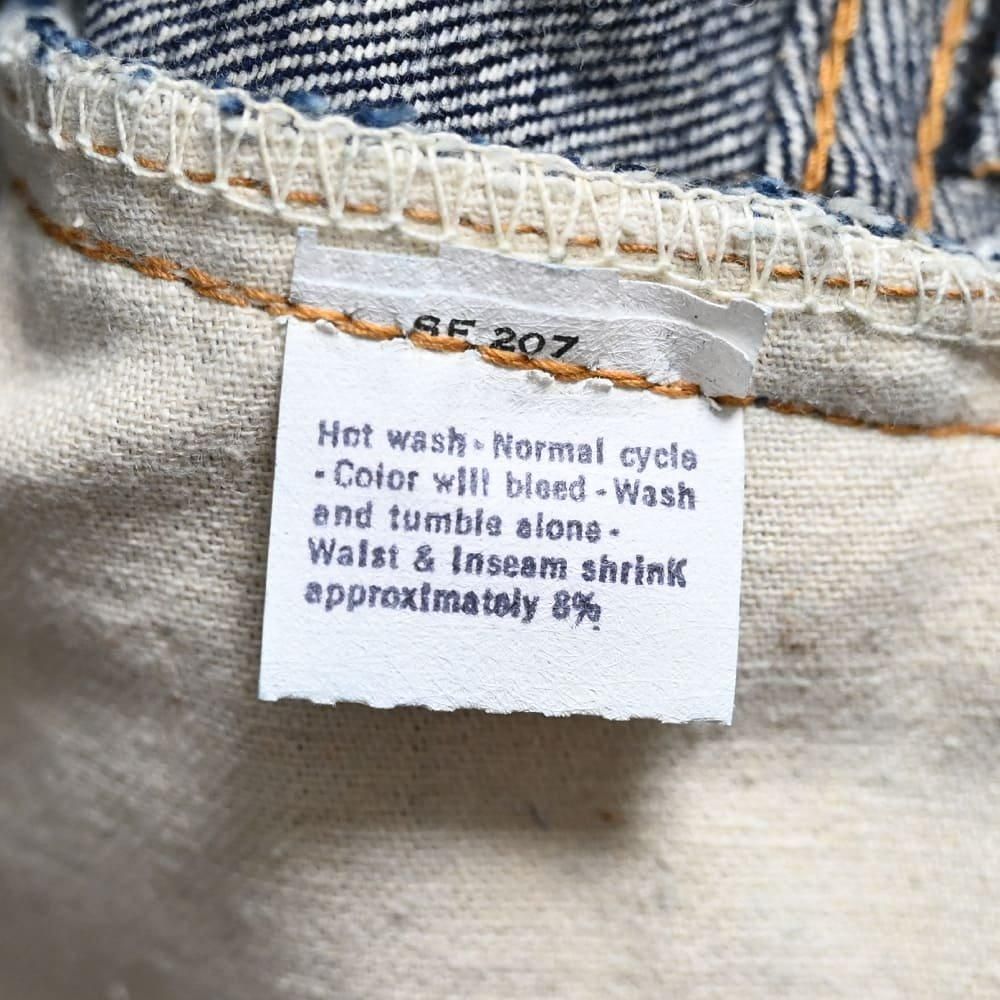 SF 207
Hot wash - Normal cycle
- Color will bleed - Wash
and tumble alone -
Waist & Inseam shrink
approximately 8%